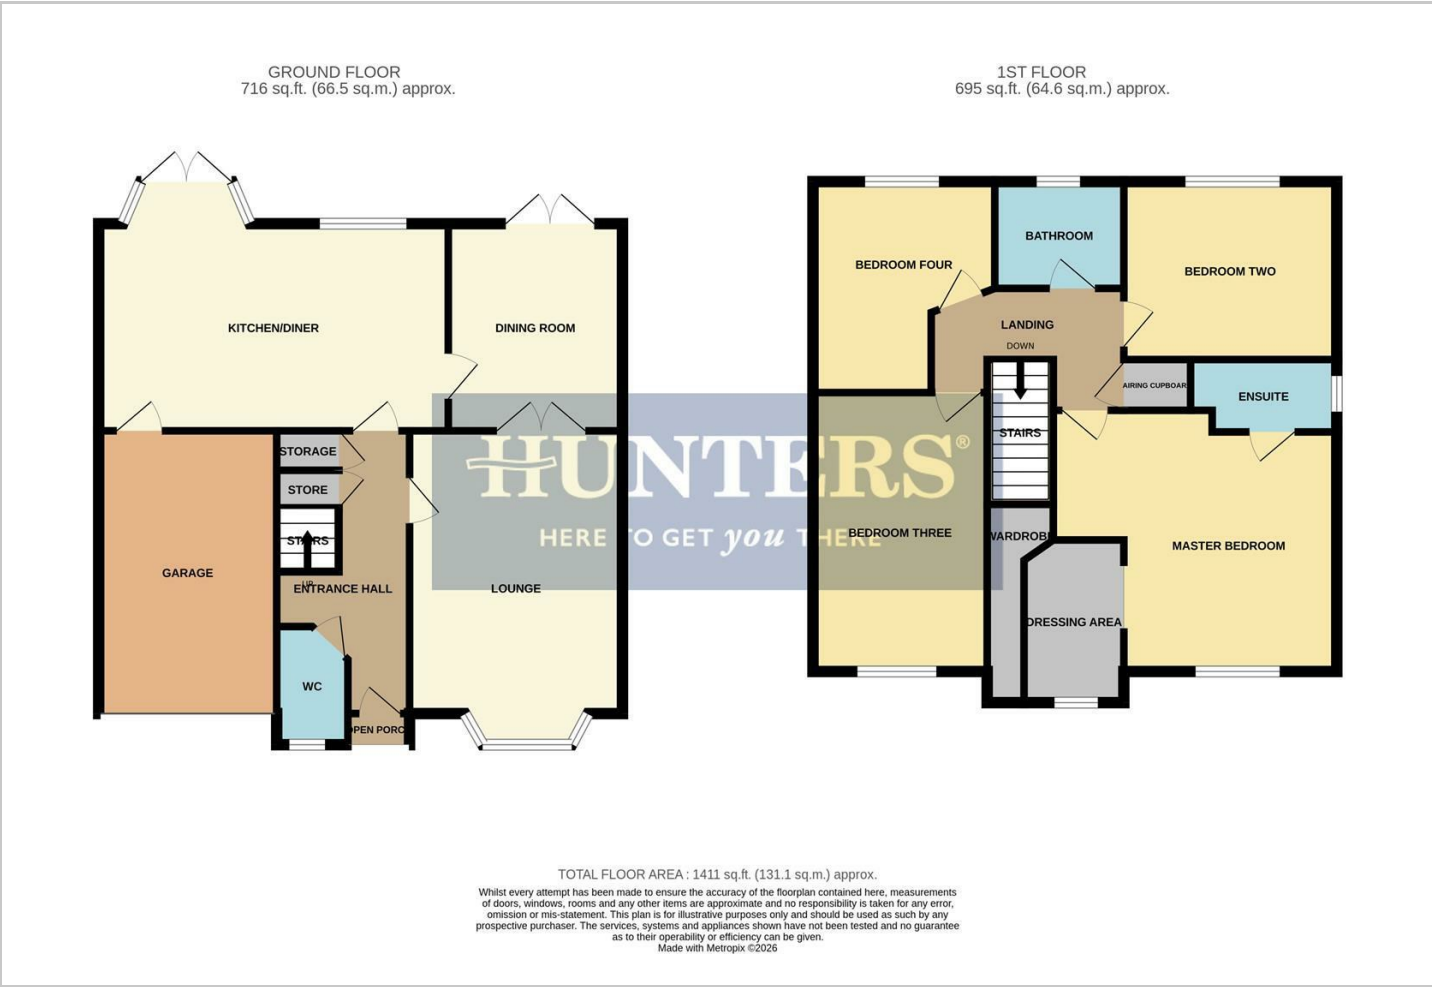 GROUND FLOOR
716 sq.ft. (66.5 sq.m.) approx.
1ST FLOOR
695 sq.ft. (64.6 sq.m.) approx.
KITCHEN/DINER
DINING ROOM
STORAGE
STORE
STAIRS
UP
GARAGE
ENTRANCE HALL
LOUNGE
WC
OPEN PORC
BEDROOM FOUR
BATHROOM
BEDROOM TWO
LANDING
DOWN
AIRING CUPBOAR
ENSUITE
STAIRS
BEDROOM THREE
WARDROBE
MASTER BEDROOM
DRESSING AREA
HUNTERS®
HERE TO GET you THERE
TOTAL FLOOR AREA : 1411 sq.ft. (131.1 sq.m.) approx.
Whilst every attempt has been made to ensure the accuracy of the floorplan contained here, measurements
of doors, windows, rooms and any other items are approximate and no responsibility is taken for any error,
omission or mis-statement. This plan is for illustrative purposes only and should be used as such by any
prospective purchaser. The services, systems and appliances shown have not been tested and no guarantee
as to their operability or efficiency can be given.
Made with Metropix ©2026